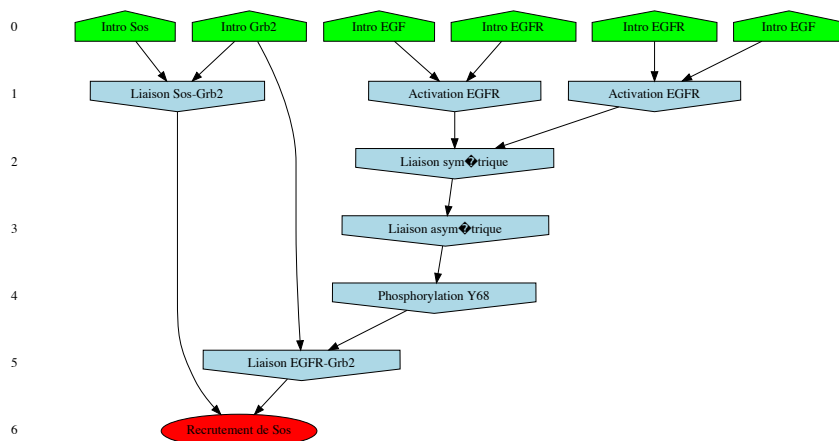 0 Intro Sos Intro Grb2 Intro EGF Intro EGFR Intro EGFR Intro EGF
1 Liaison Sos-Grb2 Activation EGFR Activation EGFR
2 Liaison sym�trique
3 Liaison asym�trique
4 Phosphorylation Y68
5 Liaison EGFR-Grb2
6 Recrutement de Sos